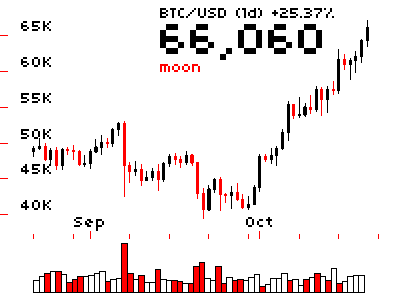 BTC/USD (1d) +25.37%
66,060
moon
65K
60K
55K
50K
45K
40K
Sep Oct